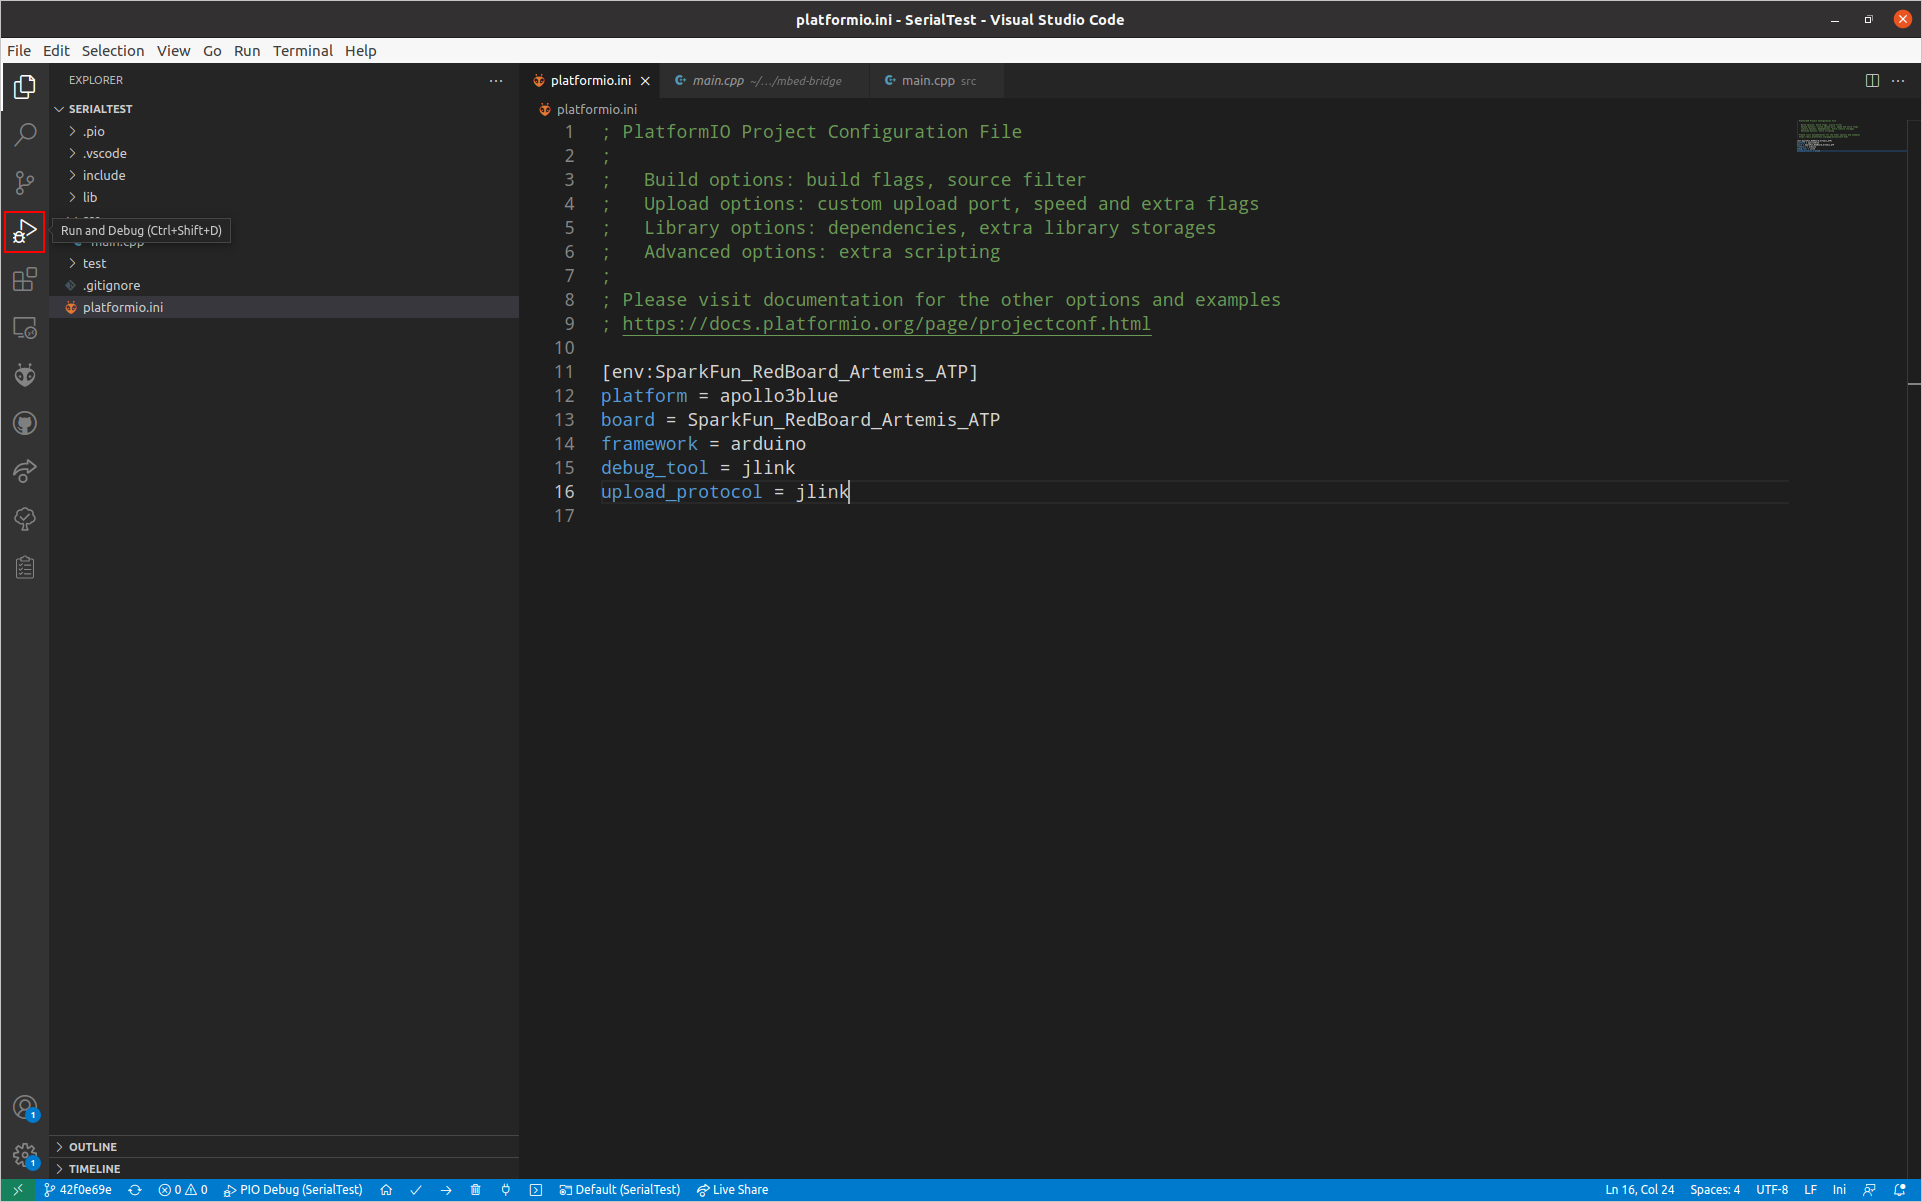 platformio.ini - SerialTest - Visual Studio Code
File Edit Selection View Go Run Terminal Help
EXPLORER
SERIALTEST
.pio
.vscode
include
lib
Run and Debug (Ctrl+Shift+D)
main.cpp
test
.gitignore
platformio.ini
OUTLINE
TIMELINE
platformio.ini main.cpp ~/.../mbed-bridge main.cpp src
platformio.ini
1 ; PlatformIO Project Configuration File
2 ;
3 ;   Build options: build flags, source filter
4 ;   Upload options: custom upload port, speed and extra flags
5 ;   Library options: dependencies, extra library storages
6 ;   Advanced options: extra scripting
7 ;
8 ; Please visit documentation for the other options and examples
9 ; https://docs.platformio.org/page/projectconf.html
10
11 [env:SparkFun_RedBoard_Artemis_ATP]
12 platform = apollo3blue
13 board = SparkFun_RedBoard_Artemis_ATP
14 framework = arduino
15 debug_tool = jlink
16 upload_protocol = jlink
17
1
1
42f0e69e 0 0 PIO Debug (SerialTest) Default (SerialTest) Live Share Ln 16, Col 24 Spaces: 4 UTF-8 LF Ini